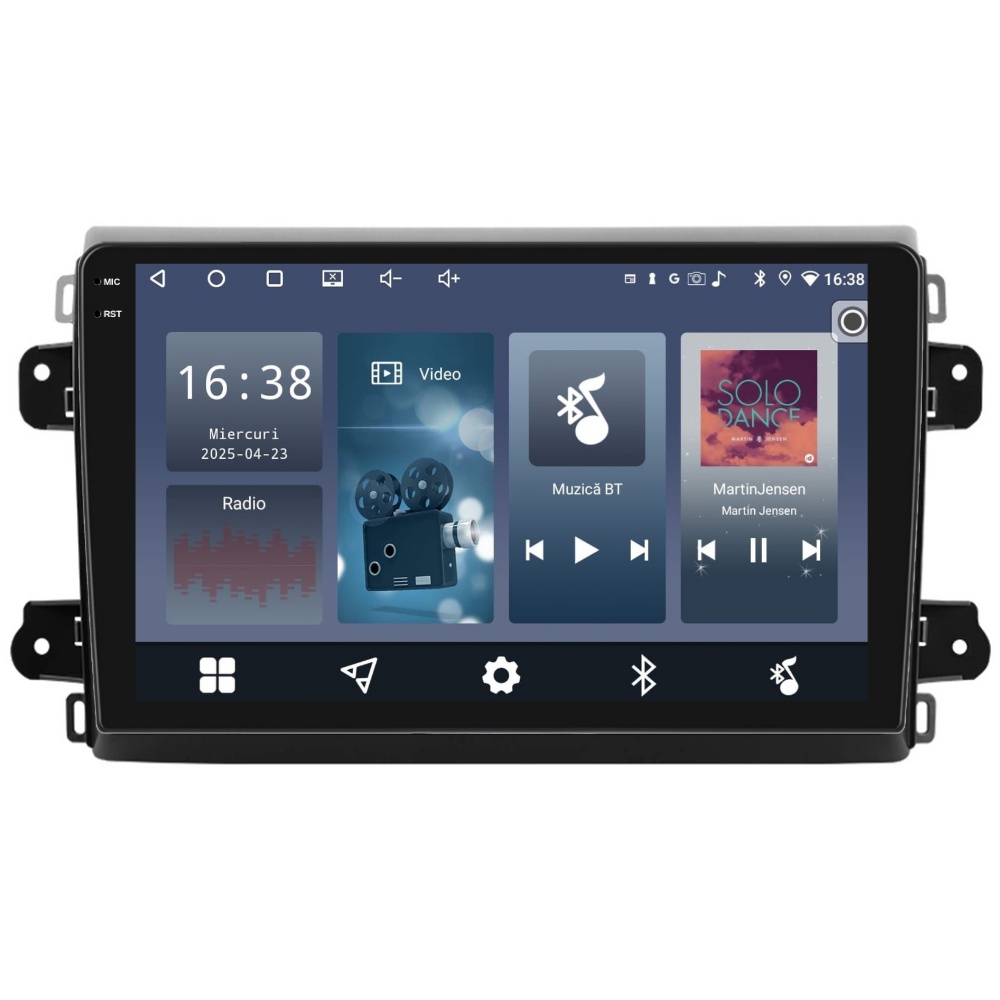 MIC
RST
16:38
16:38
Miercuri
2025-04-23
Radio
Video
Muzică BT
SOLO
DANCE
MARTIN JENSEN
MartinJensen
Martin Jensen